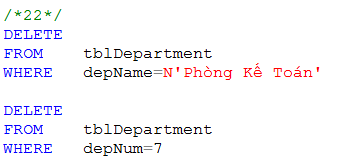 /*22*/
DELETE
FROM tblDepartment
WHERE depName=N'Phòng Kế Toán'
DELETE
FROM tblDepartment
WHERE depNum=7